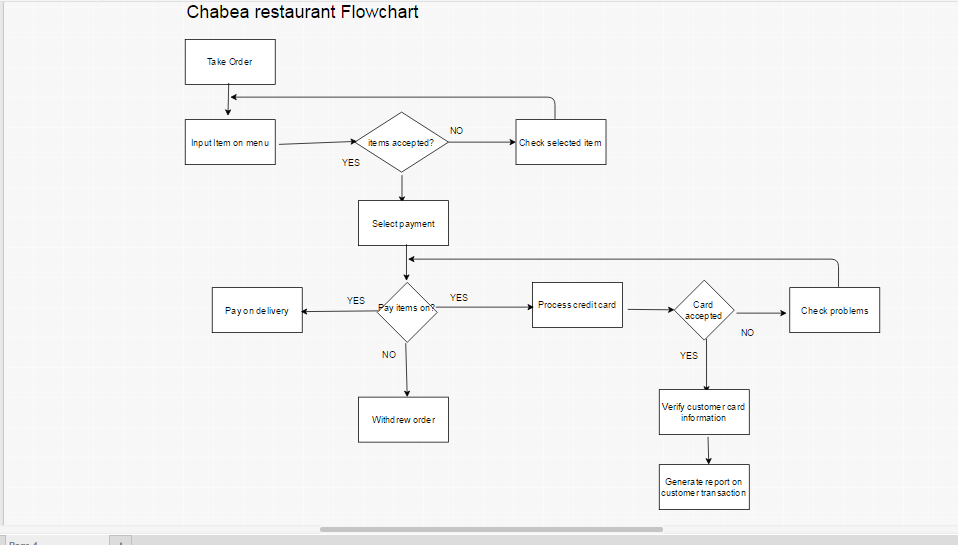 Chabea restaurant Flowchart
Take Order
Input Item on menu
items accepted?
NO
Check selected item
YES
Select payment
Pay on delivery
YES
Pay items on?
YES
Process credit card
Card
accepted
Check problems
NO
NO
YES
Withdrew order
Verify customer card
information
Generate report on
customer transaction